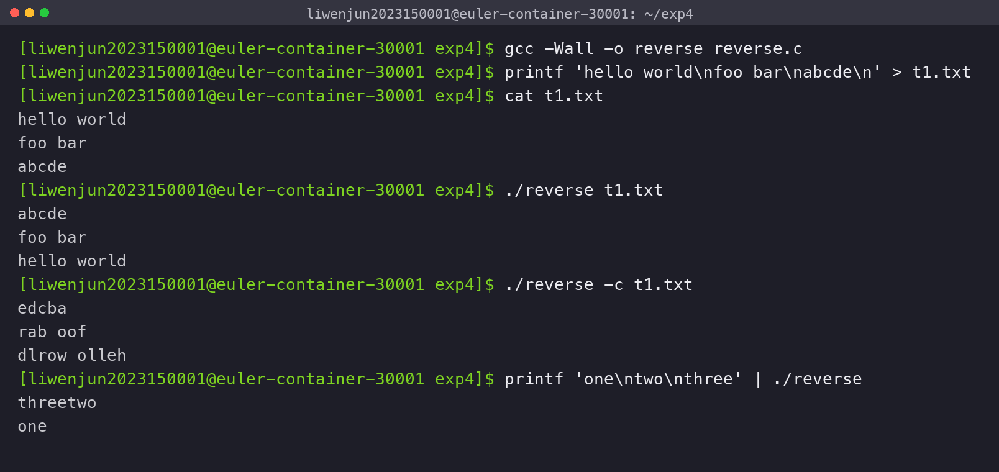 liwenjun2023150001@euler-container-30001: ~/exp4
[liwenjun2023150001@euler-container-30001 exp4]$ gcc -Wall -o reverse reverse.c
[liwenjun2023150001@euler-container-30001 exp4]$ printf 'hello world\nfoo bar\nabcde\n' > t1.txt
[liwenjun2023150001@euler-container-30001 exp4]$ cat t1.txt
hello world
foo bar
abcde
[liwenjun2023150001@euler-container-30001 exp4]$ ./reverse t1.txt
abcde
foo bar
hello world
[liwenjun2023150001@euler-container-30001 exp4]$ ./reverse -c t1.txt
edcba
rab oof
dlrow olleh
[liwenjun2023150001@euler-container-30001 exp4]$ printf 'one\ntwo\nthree' | ./reverse
threetwo
one